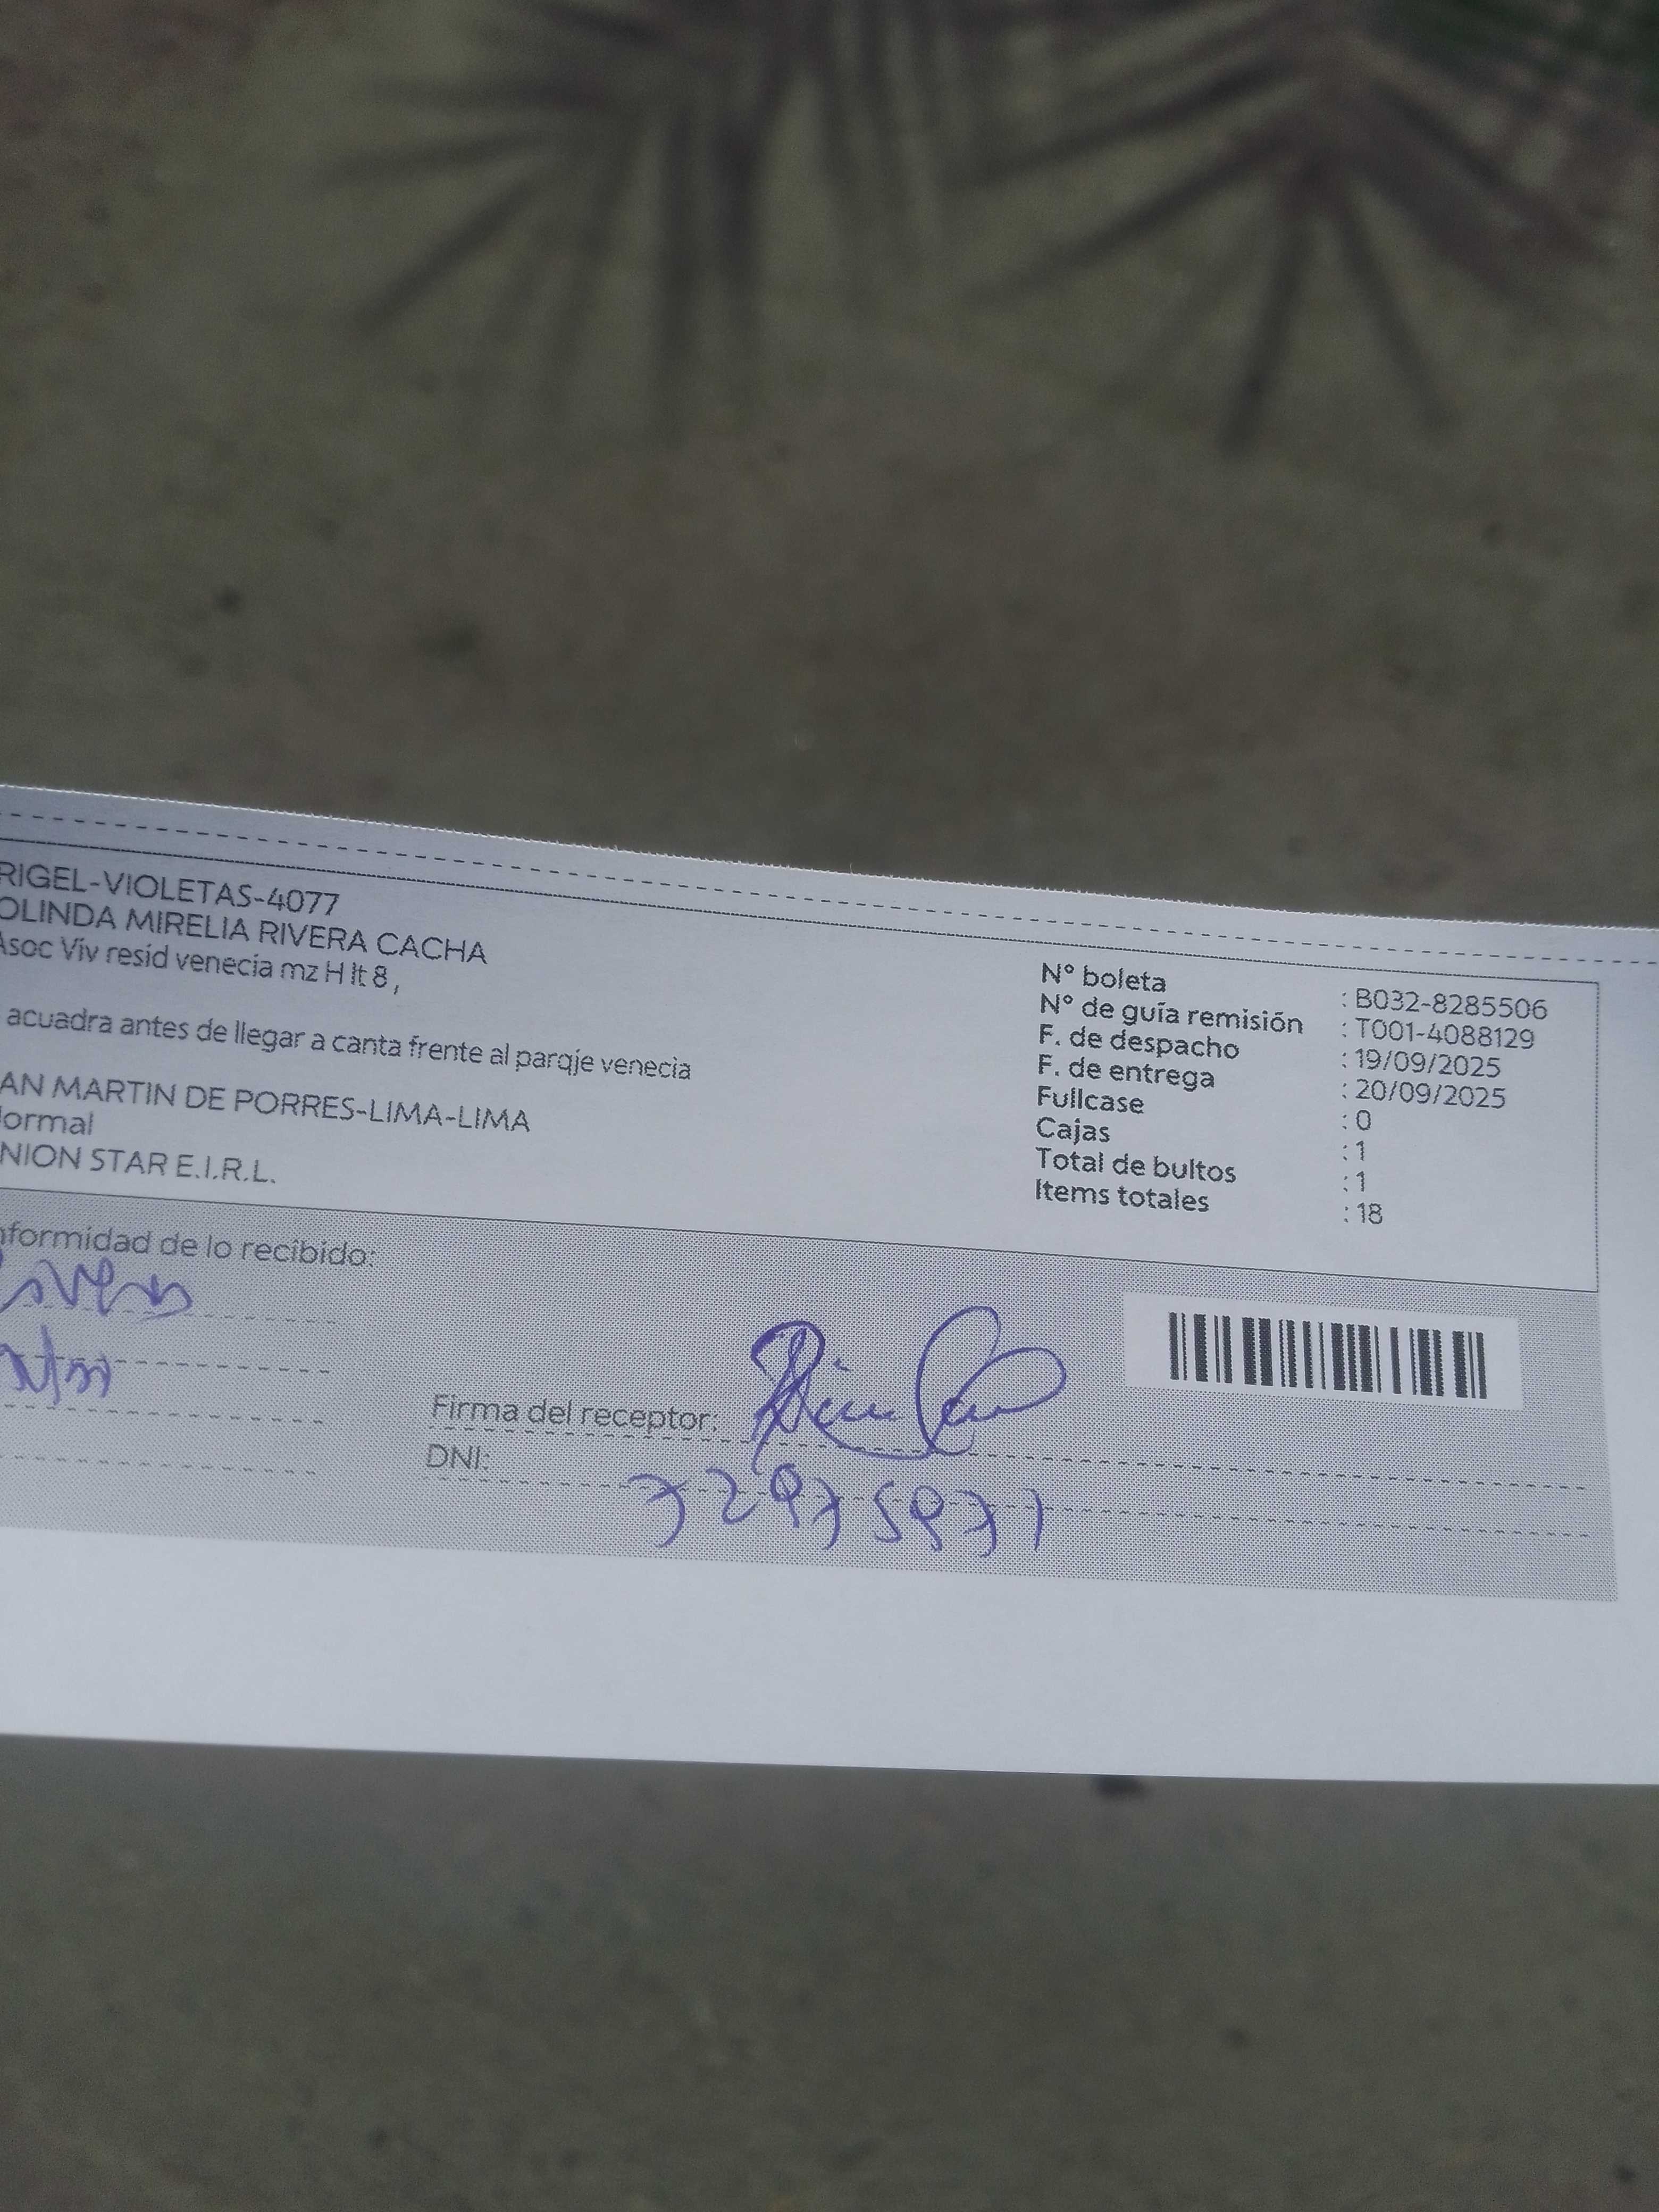 RIGEL-VIOLETAS-4077
OLINDA MIRELIA RIVERA CACHA
Asoc Viv resid venecia mz H lt 8,
acuadra antes de llegar a canta frente al parqje venecia
AN MARTIN DE PORRES-LIMA-LIMA
ormal
NION STAR E.I.R.L.
N° boleta : B032-8285506
N° de guía remisión : T001-4088129
F. de despacho : 19/09/2025
F. de entrega : 20/09/2025
Fullcase : 0
Cajas : 1
Total de bultos : 1
Items totales : 18
nformidad de lo recibido:
Firma del receptor:
DNI: 72975971